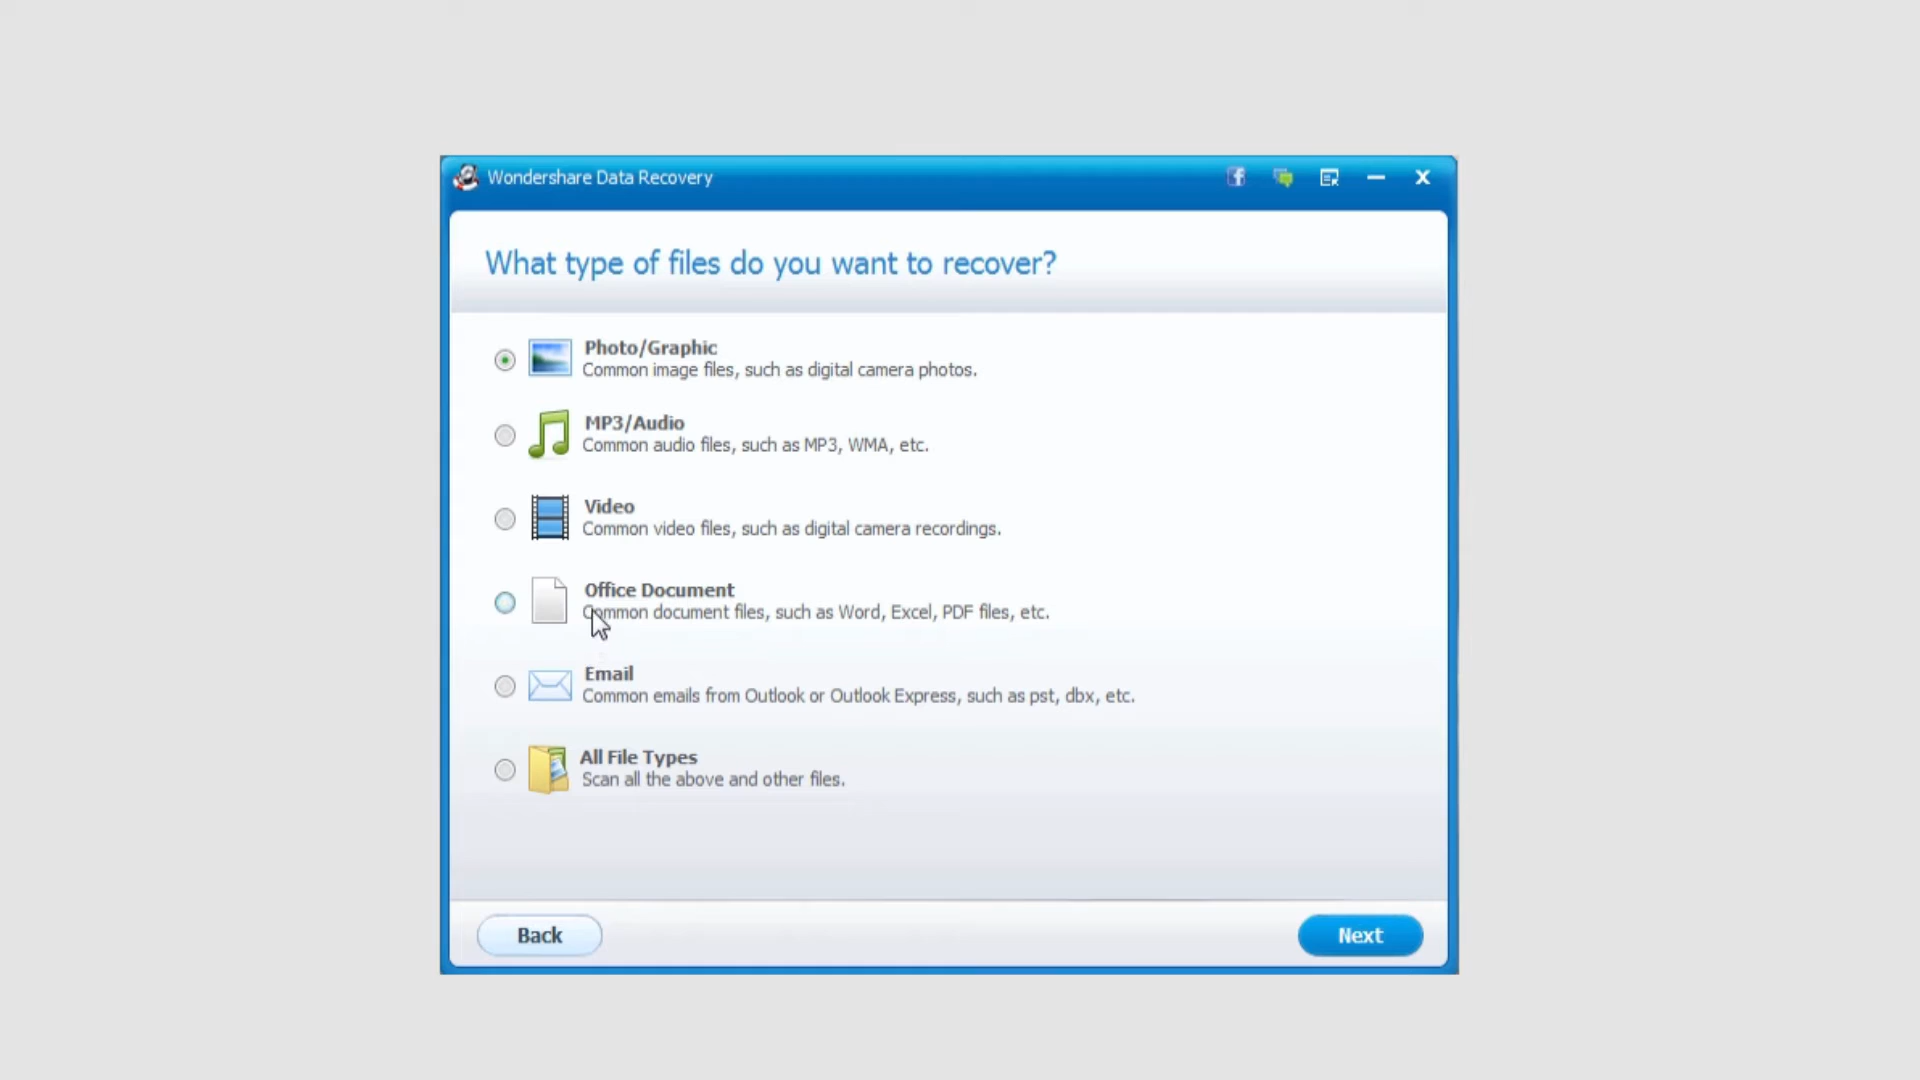 Wondershare Data Recovery
What type of files do you want to recover?
Photo/Graphic
Common image files, such as digital camera photos.
MP3/Audio
Common audio files, such as MP3, WMA, etc.
Video
Common video files, such as digital camera recordings.
Office Document
Common document files, such as Word, Excel, PDF files, etc.
Email
Common emails from Outlook or Outlook Express, such as pst, dbx, etc.
All File Types
Scan all the above and other files.
Back
Next